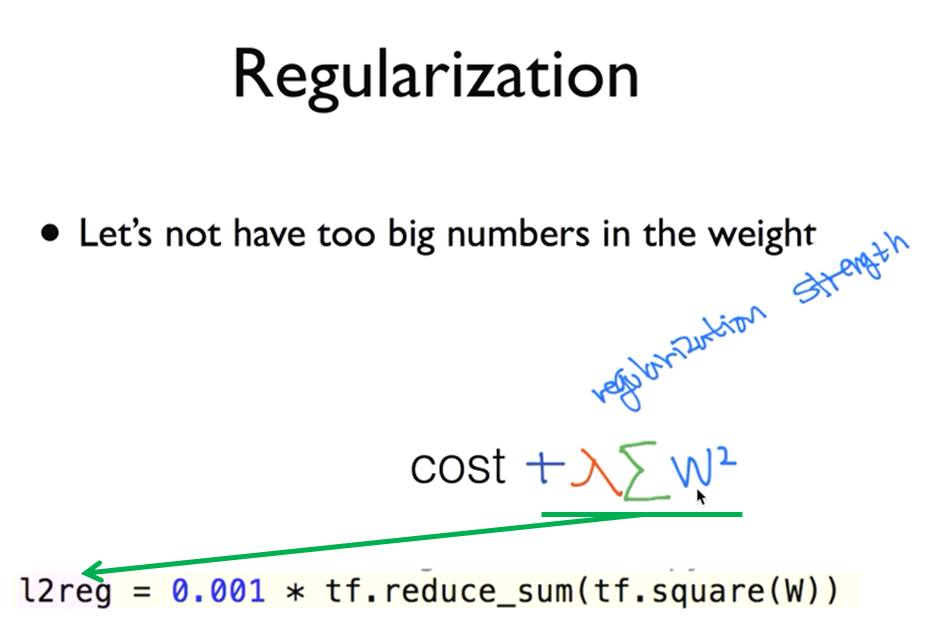 Regularization
• Let's not have too big numbers in the weight
regularization strength
cost + λ∑W²
l2reg = 0.001 * tf.reduce_sum(tf.square(W))